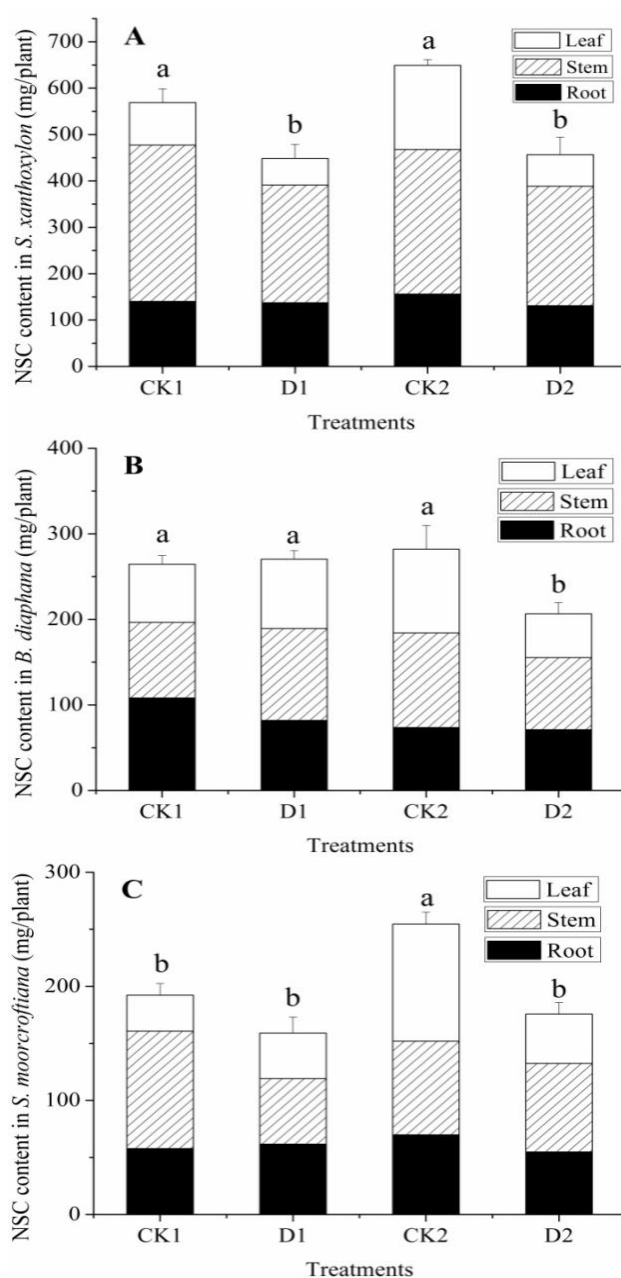 A
NSC content in S. xanthoxylon (mg/plant)
700
600
500
400
300
200
100
0
a
b
a
b
Leaf
Stem
Root
CK1 D1 CK2 D2
Treatments
B
NSC content in B. diaphana (mg/plant)
400
300
200
100
0
a
a
a
b
Leaf
Stem
Root
CK1 D1 CK2 D2
Treatments
C
NSC content in S. moorcroftiana (mg/plant)
300
200
100
0
b
b
a
b
Leaf
Stem
Root
CK1 D1 CK2 D2
Treatments